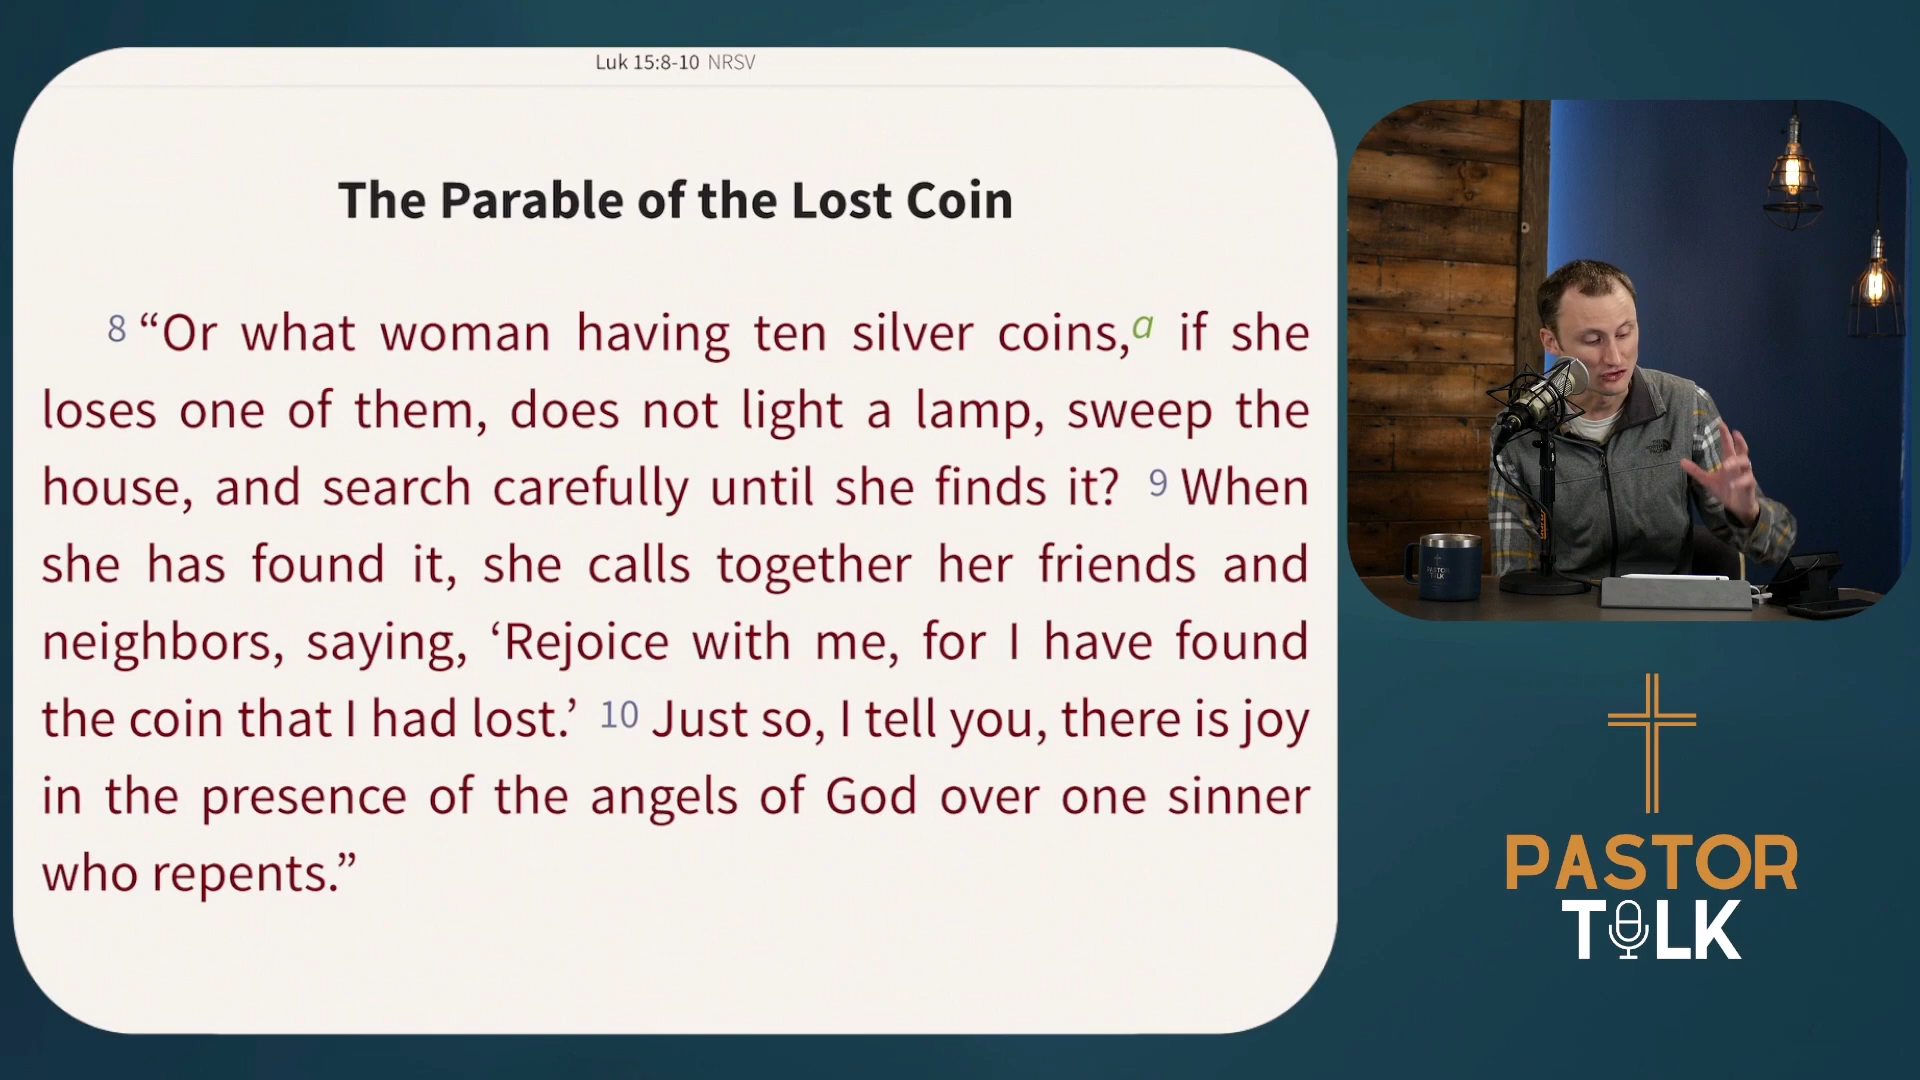 Luk 15:8-10 NRSV
The Parable of the Lost Coin
8 “Or what woman having ten silver coins,a if she
loses one of them, does not light a lamp, sweep the
house, and search carefully until she finds it? 9 When
she has found it, she calls together her friends and
neighbors, saying, ‘Rejoice with me, for I have found
the coin that I had lost.’ 10 Just so, I tell you, there is joy
in the presence of the angels of God over one sinner
who repents.”
PASTOR
TALK
PASTOR
TALK